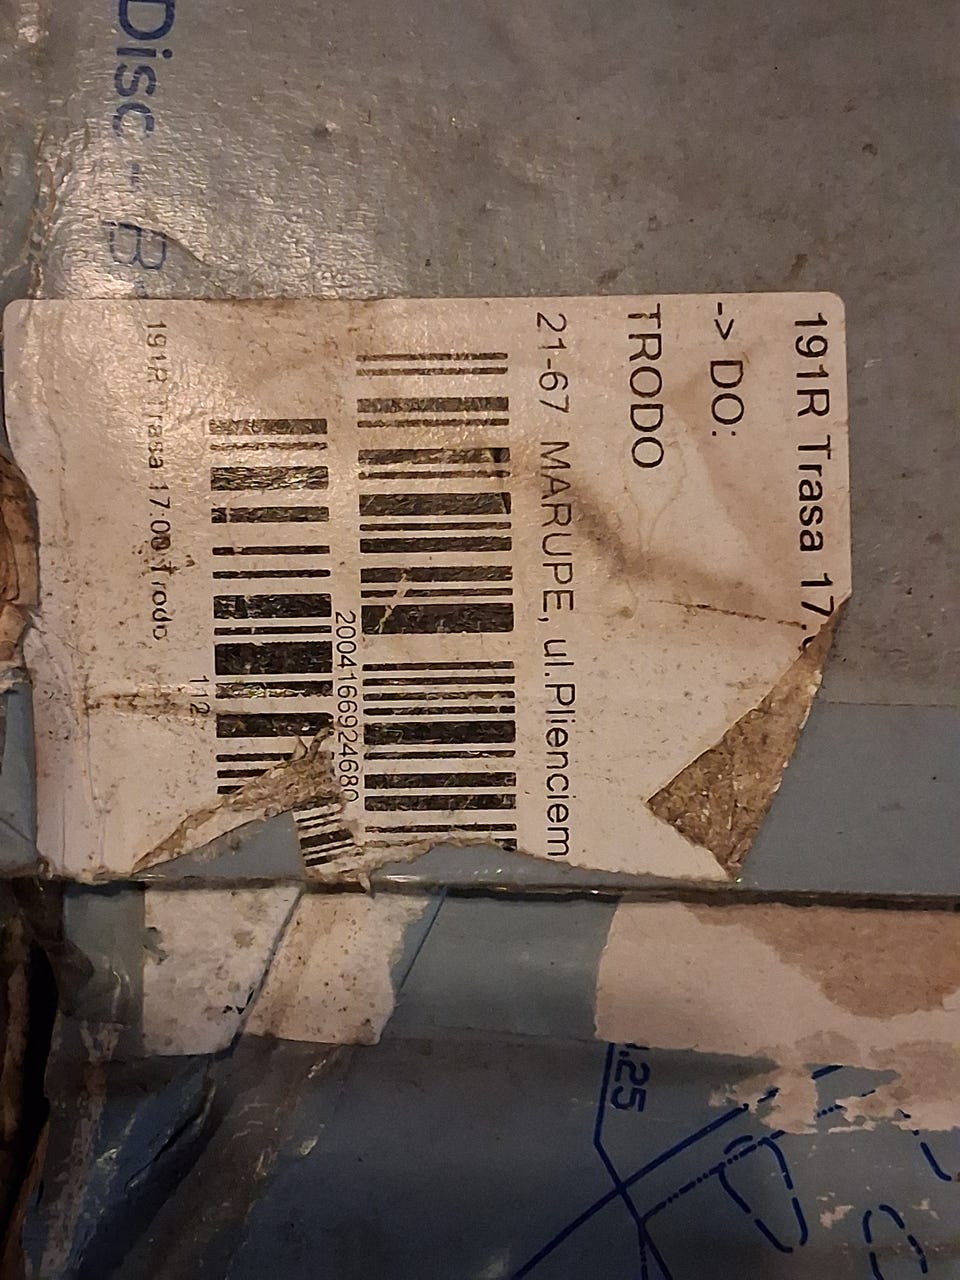 191R Trasa 17.
-> DO:
TRODO
21-67 MARUPE, ul.Plienciem
2004166924680
112
191R Trasa 17.00 Trodo
Disc - B
.25